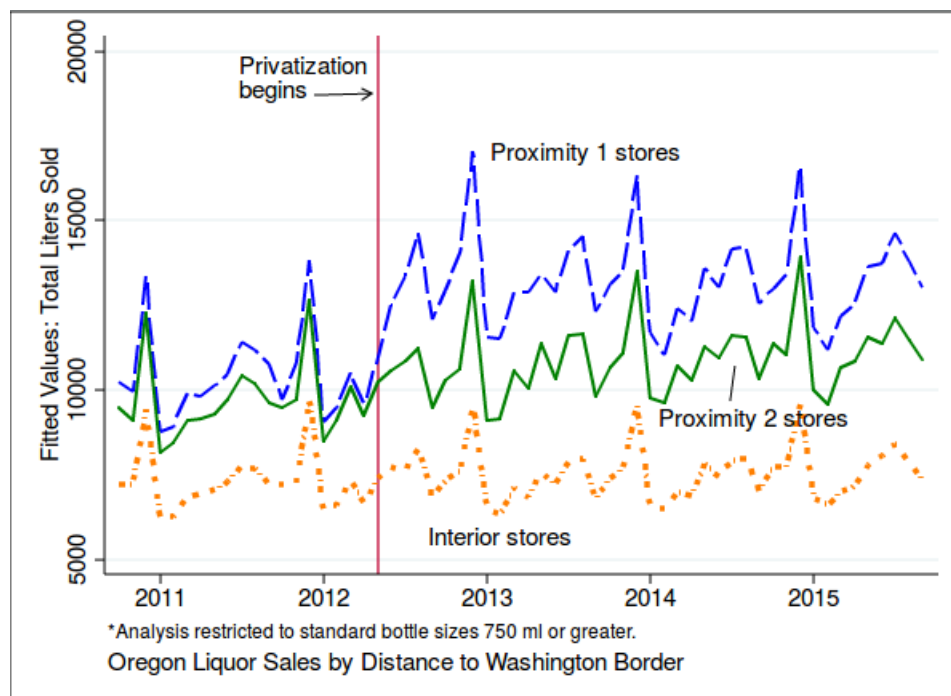 20000
Privatization
begins
Proximity 1 stores
15000
Fitted Values: Total Liters Sold
10000
Proximity 2 stores
Interior stores
5000
2011 2012 2013 2014 2015
*Analysis restricted to standard bottle sizes 750 ml or greater.
Oregon Liquor Sales by Distance to Washington Border